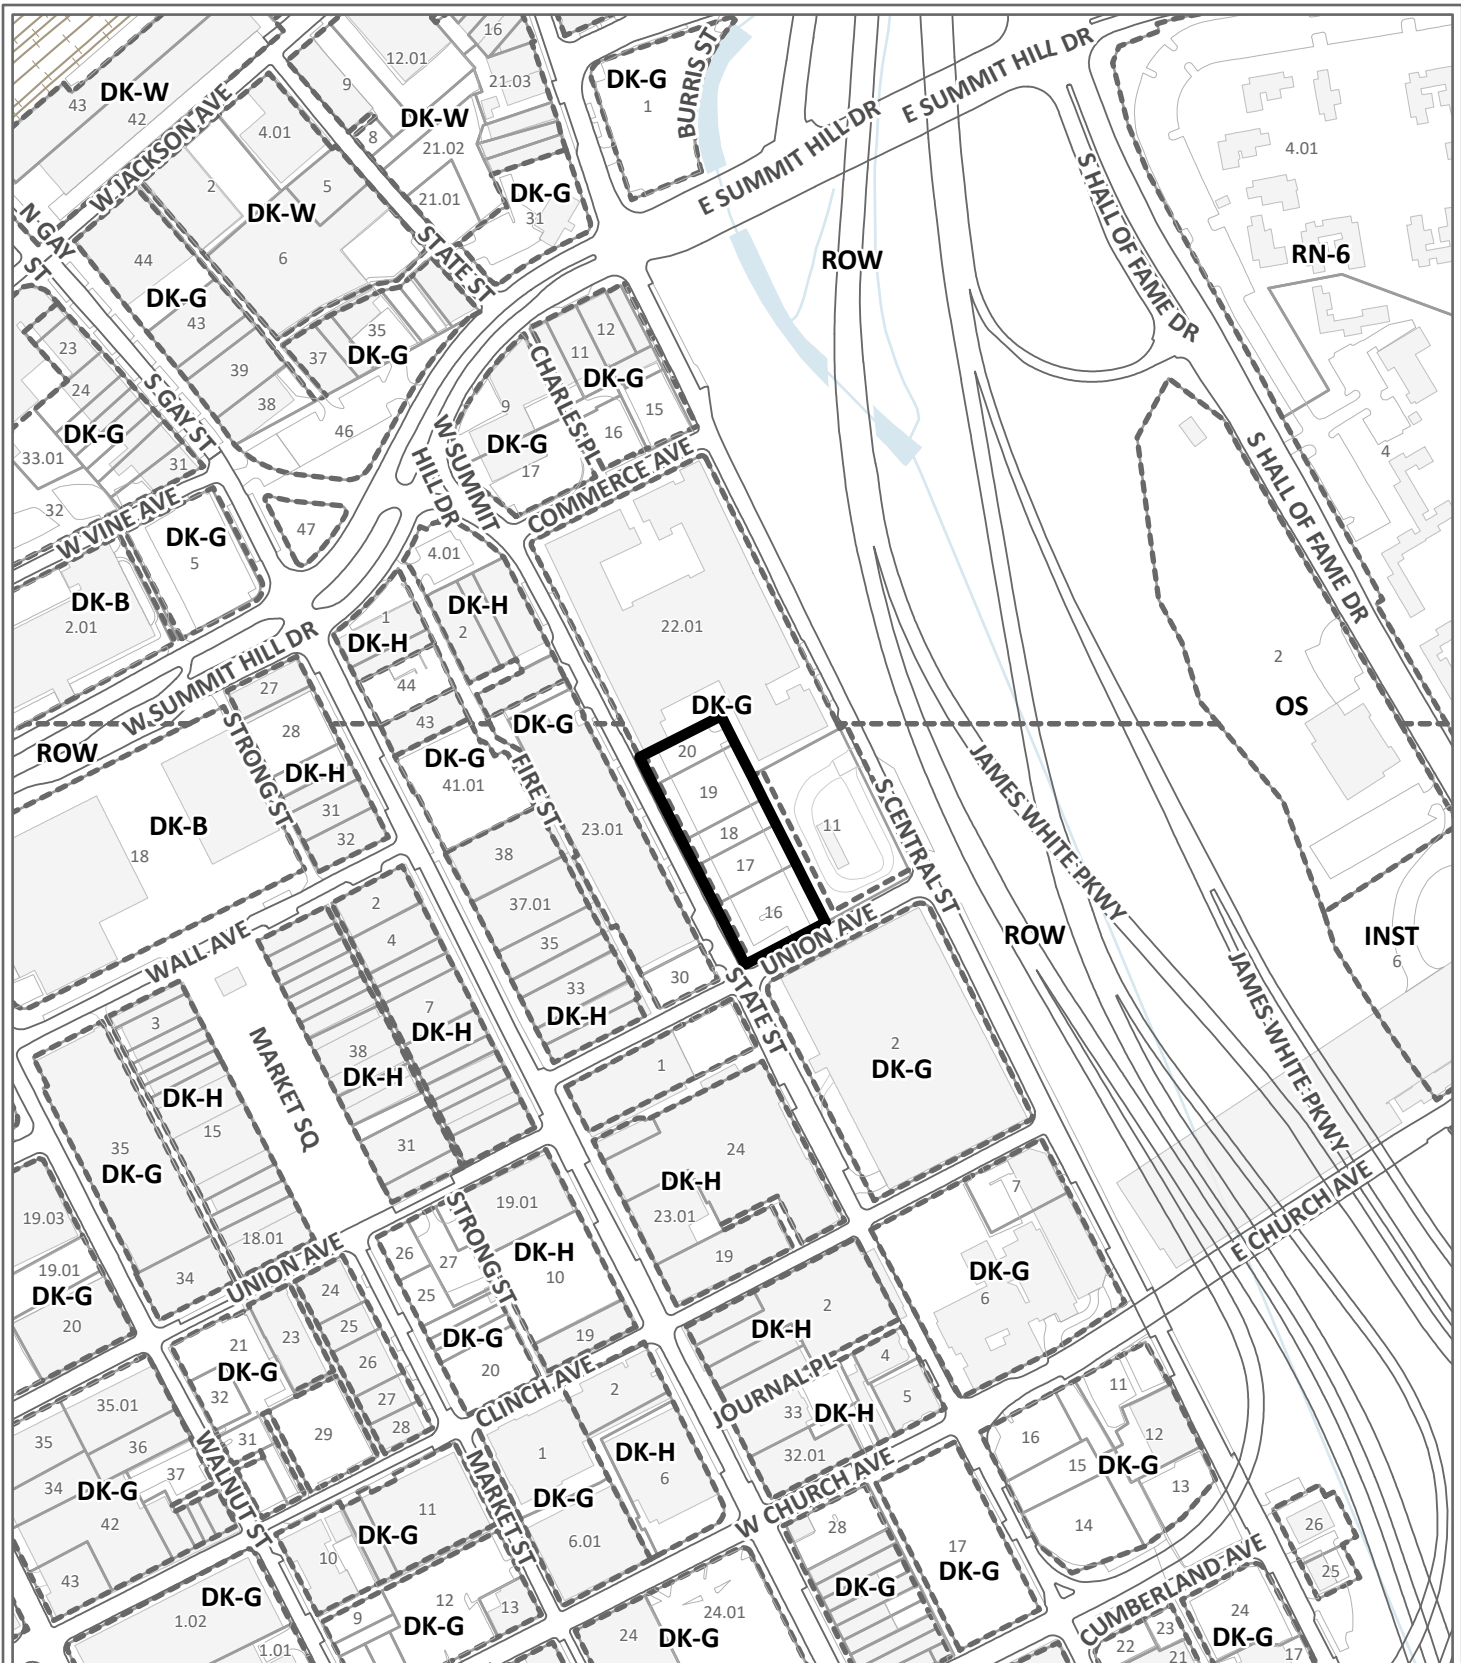 16
12.01
BURRIS ST
E SUMMIT HILL DR
DK-G
1
9
21.03
DK-W
43
42
W JACKSON AVE
DK-W
8
4.01
21.02
E SUMMIT HILL DR
4.01
2
5
21.01
DK-G
31
S HALL OF FAME DR
DK-W
N GAY ST
STATE ST
6
44
ROW
RN-6
DK-G
43
35
37
DK-G
12
11
DK-G
23
39
24
38
S GAY ST
CHARLES PL
9
15
16
DK-G
33.01
31
46
W SUMMIT HILL DR
DK-G
17
COMMERCE AVE
S HALL OF FAME DR
4
32
W VINE AVE
47
DK-G
5
4.01
DK-B
2.01
DK-H
2
1
DK-H
22.01
2
W SUMMIT HILL DR
44
27
28
43
DK-G
DK-G
OS
ROW
STRONG ST
DK-G
41.01
FIRE ST
20
JAMES WHITE PKWY
DK-H
31
32
19
S CENTRAL ST
DK-B
18
23.01
18
11
17
38
2
37.01
16
4
35
WALL AVE
UNION AVE
ROW
INST
6
30
STATE ST
33
DK-H
3
7
DK-H
MARKET SQ
38
DK-H
JAMES WHITE PKWY
2
DK-G
1
DK-H
15
35
DK-G
31
24
DK-H
7
19.03
STRONG ST
19.01
23.01
E CHURCH AVE
18.01
26
27
DK-H
10
19
19.01
DK-G
34
UNION AVE
25
DK-G
6
20
24
23
25
21
DK-G
DK-G
20
19
2
DK-H
26
32
27
28
CLINCH AVE
2
JOURNAL PL
4
5
35.01
35
36
31
29
33
DK-H
11
16
12
WALNUT ST
1
DK-H
6
32.01
15
DK-G
37
34
DK-G
13
MARKET ST
DK-G
W CHURCH AVE
42
11
DK-G
14
26
28
10
6.01
17
DK-G
43
25
DK-G
CUMBERLAND AVE
DK-G
1.02
12
13
9
DK-G
24.01
24
DK-G
24
DK-G
23
22
21
17
1.01